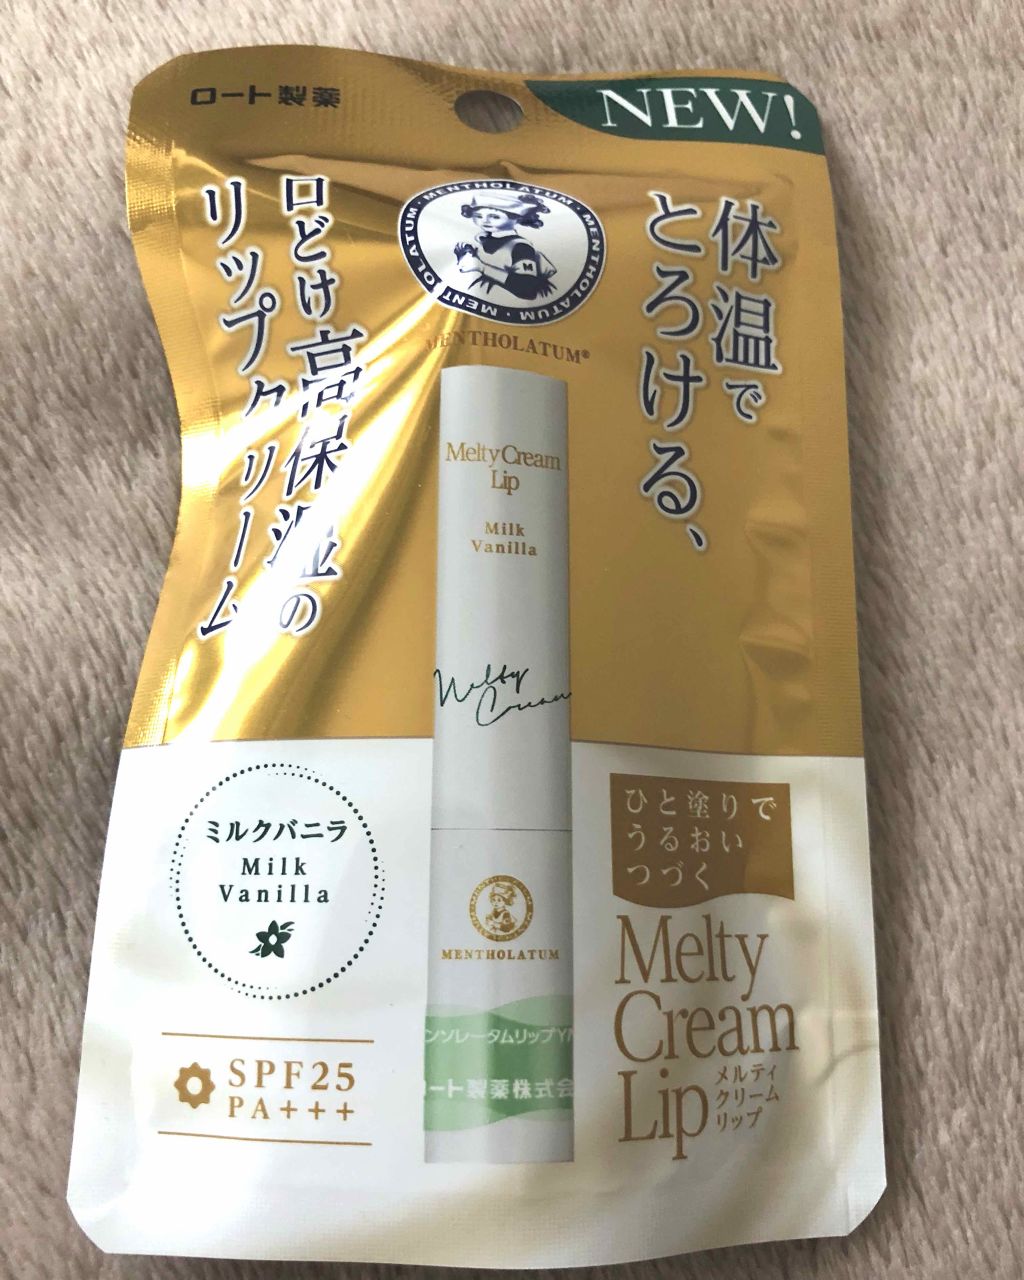 ロート製薬
NEW!
MENTHOLATUM · MENTHOLATUM · MENTHOLATUM · MENTHOLATUM
MENTHOLATUM®
体温で
とろける、
口どけ高保湿の
リップクリーム
Melty Cream
Lip
Milk
Vanilla
Melty
Cream
ミルクバニラ
Milk
Vanilla
SPF25
PA+++
MENTHOLATUM
ンソレータムリップY
ート製薬株式会
ひと塗りで
うるおい
つづく
Melty
Cream
Lip
メルティ
クリーム
リップ